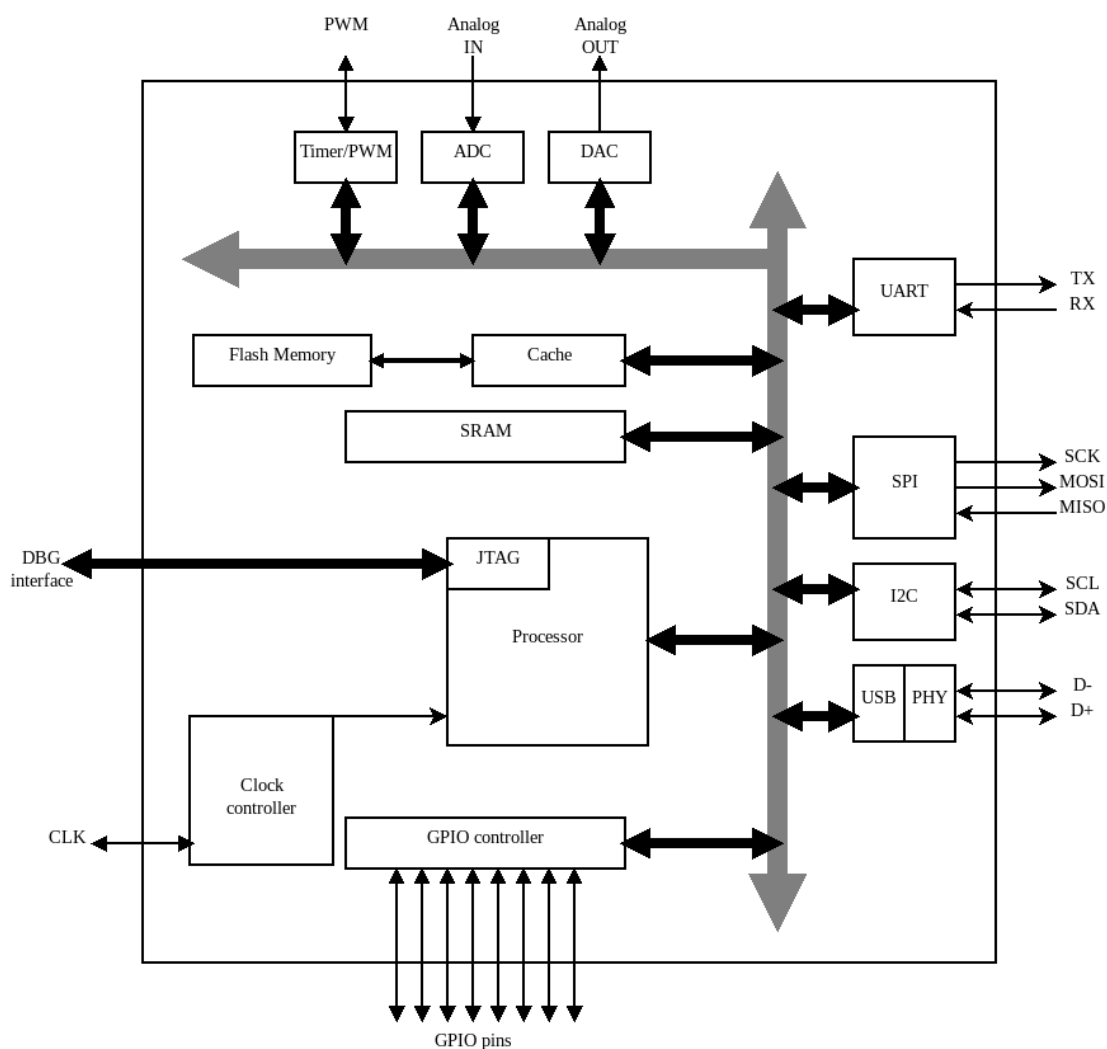 PWM
Analog
IN
Analog
OUT
Timer/PWM
ADC
DAC
UART
TX
RX
Flash Memory
Cache
SRAM
SPI
SCK
MOSI
MISO
DBG
interface
JTAG
Processor
I2C
SCL
SDA
USB
PHY
D-
D+
Clock
controller
CLK
GPIO controller
GPIO pins